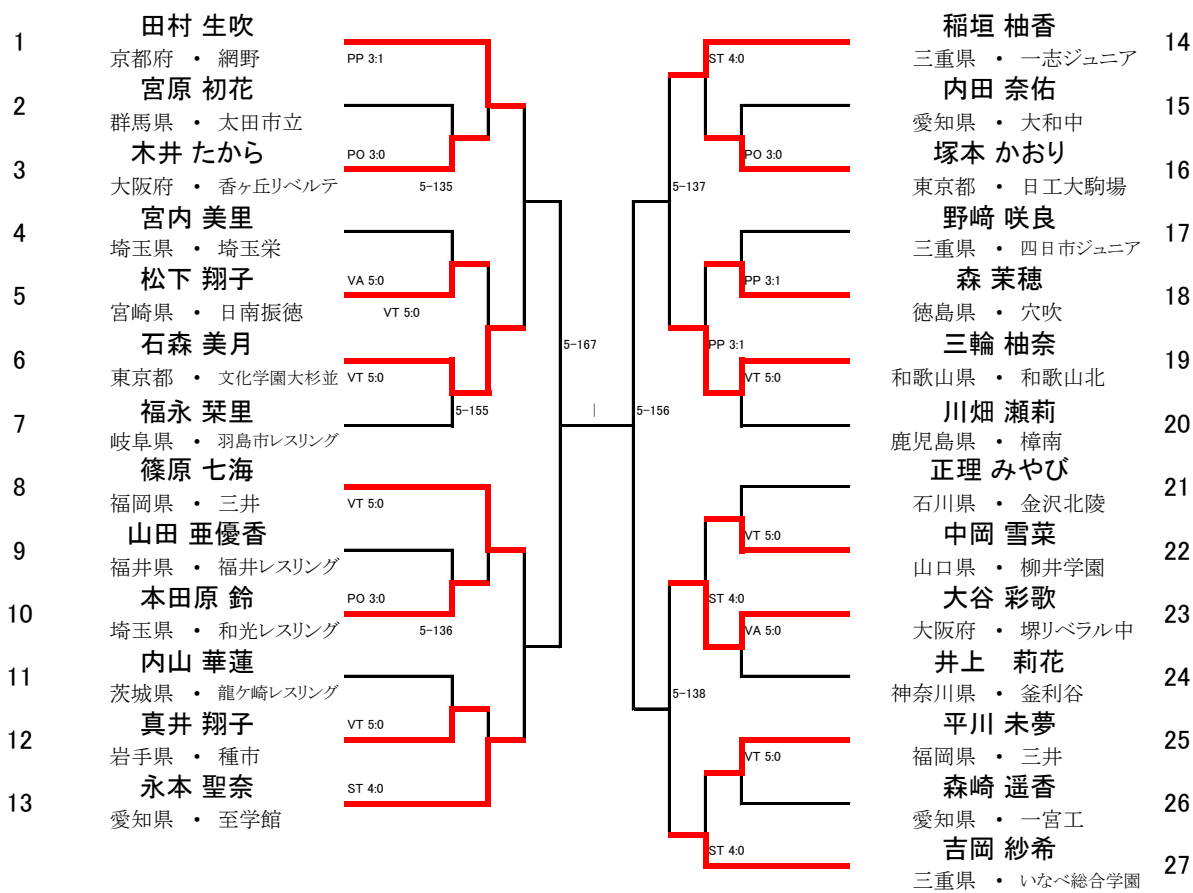 1
田村 生吹
京都府 ・ 網野
PP 3:1
2
宮原 初花
群馬県 ・ 太田市立
3
木井 たから
大阪府 ・ 香ヶ丘リベルテ
PO 3:0
5-135
4
宮内 美里
埼玉県 ・ 埼玉栄
5
松下 翔子
宮崎県 ・ 日南振徳
VA 5:0
VT 5:0
6
石森 美月
東京都 ・ 文化学園大杉並
VT 5:0
7
福永 栞里
岐阜県 ・ 羽島市レスリング
5-155
5-167
8
篠原 七海
福岡県 ・ 三井
VT 5:0
9
山田 亜優香
福井県 ・ 福井レスリング
10
本田原 鈴
埼玉県 ・ 和光レスリング
PO 3:0
5-136
11
内山 華蓮
茨城県 ・ 龍ケ崎レスリング
12
真井 翔子
岩手県 ・ 種市
VT 5:0
13
永本 聖奈
愛知県 ・ 至学館
ST 4:0
稲垣 柚香
14
三重県 ・ 一志ジュニア
ST 4:0
内田 奈佑
15
愛知県 ・ 大和中
塚本 かおり
16
東京都 ・ 日工大駒場
PO 3:0
5-137
野﨑 咲良
17
三重県 ・ 四日市ジュニア
森 茉穂
18
徳島県 ・ 穴吹
PP 3:1
PP 3:1
三輪 柚奈
19
和歌山県 ・ 和歌山北
VT 5:0
川畑 瀬莉
20
鹿児島県 ・ 樟南
5-156
正理 みやび
21
石川県 ・ 金沢北陵
中岡 雪菜
22
山口県 ・ 柳井学園
VT 5:0
ST 4:0
大谷 彩歌
23
大阪府 ・ 堺リベラル中
VA 5:0
井上 莉花
24
神奈川県 ・ 釜利谷
5-138
平川 未夢
25
福岡県 ・ 三井
VT 5:0
森崎 遥香
26
愛知県 ・ 一宮工
吉岡 紗希
27
三重県 ・ いなべ総合学園
ST 4:0